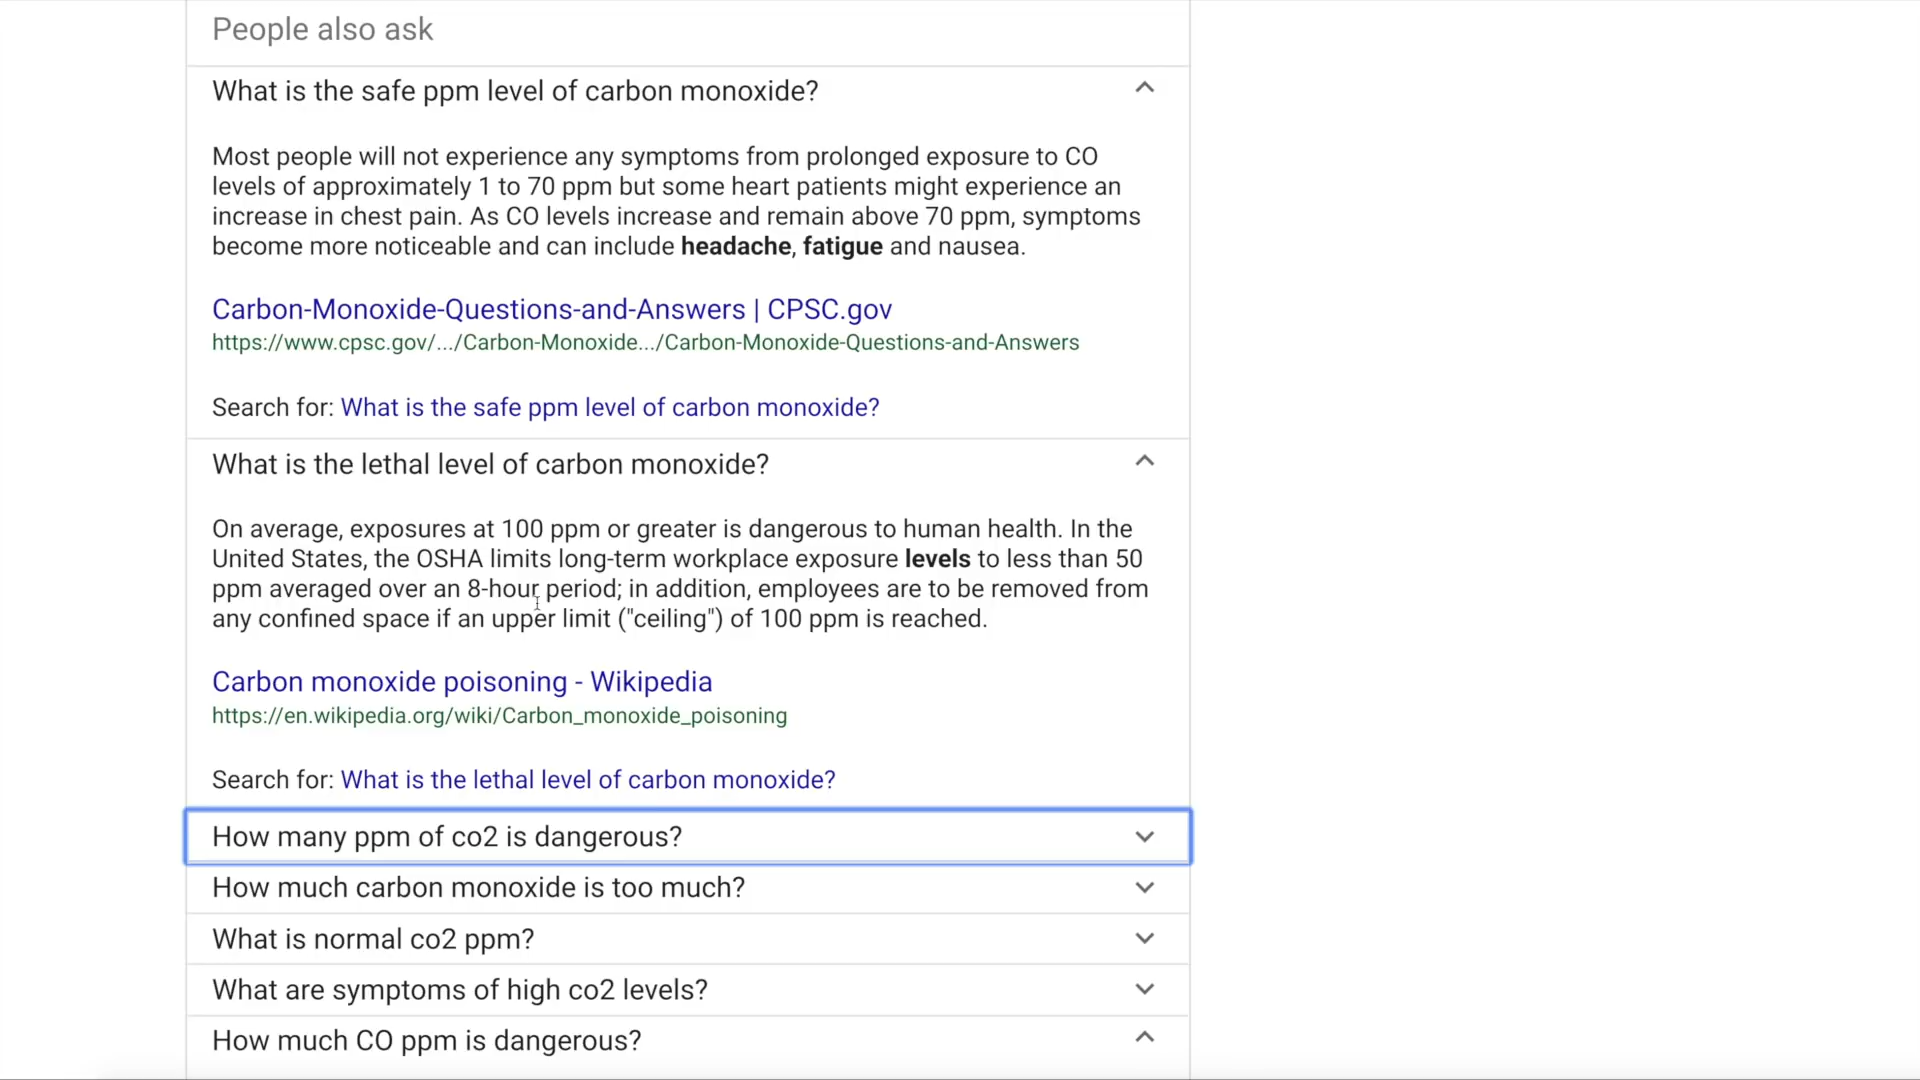 People also ask
What is the safe ppm level of carbon monoxide?
Most people will not experience any symptoms from prolonged exposure to CO
levels of approximately 1 to 70 ppm but some heart patients might experience an
increase in chest pain. As CO levels increase and remain above 70 ppm, symptoms
become more noticeable and can include headache, fatigue and nausea.
Carbon-Monoxide-Questions-and-Answers | CPSC.gov
https://www.cpsc.gov/.../Carbon-Monoxide.../Carbon-Monoxide-Questions-and-Answers
Search for: What is the safe ppm level of carbon monoxide?
What is the lethal level of carbon monoxide?
On average, exposures at 100 ppm or greater is dangerous to human health. In the
United States, the OSHA limits long-term workplace exposure levels to less than 50
ppm averaged over an 8-hour period; in addition, employees are to be removed from
any confined space if an upper limit ("ceiling") of 100 ppm is reached.
Carbon monoxide poisoning - Wikipedia
https://en.wikipedia.org/wiki/Carbon_monoxide_poisoning
Search for: What is the lethal level of carbon monoxide?
How many ppm of co2 is dangerous?
How much carbon monoxide is too much?
What is normal co2 ppm?
What are symptoms of high co2 levels?
How much CO ppm is dangerous?